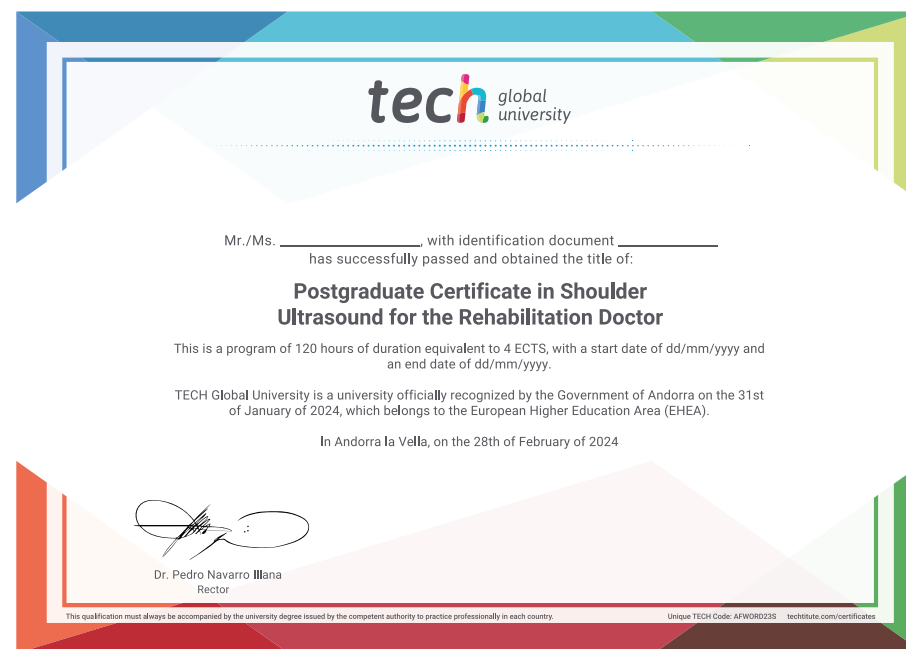 tech global university
Mr./Ms. ____________, with identification document ____________
has successfully passed and obtained the title of:
Postgraduate Certificate in Shoulder
Ultrasound for the Rehabilitation Doctor
This is a program of 120 hours of duration equivalent to 4 ECTS, with a start date of dd/mm/yyyy and
an end date of dd/mm/yyyy.
TECH Global University is a university officially recognized by the Government of Andorra on the 31st
of January of 2024, which belongs to the European Higher Education Area (EHEA).
In Andorra la Vella, on the 28th of February of 2024
Dr. Pedro Navarro Illana
Rector
This qualification must always be accompanied by the university degree issued by the competent authority to practice professionally in each country.
Unique TECH Code: AFWORD23S techtitute.com/certificates